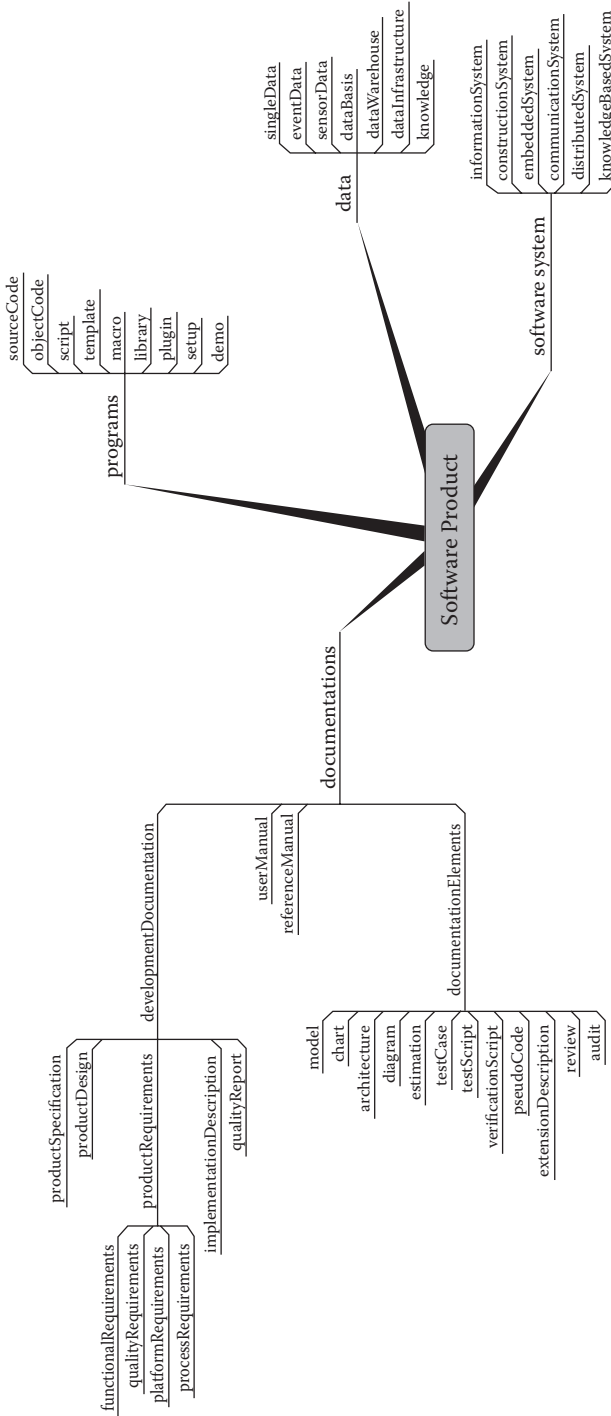 Software Product
programs
sourceCode
objectCode
script
template
macro
library
plugin
setup
demo
data
singleData
eventData
sensorData
dataBasis
dataWarehouse
dataInfrastructure
knowledge
software system
informationSystem
constructionSystem
embeddedSystem
communicationSystem
distributedSystem
knowledgeBasedSystem
documentations
developmentDocumentation
productSpecification
productDesign
productRequirements
functionalRequirements
qualityRequirements
platformRequirements
processRequirements
implementationDescription
qualityReport
userManual
referenceManual
documentationElements
model
chart
architecture
diagram
estimation
testCase
testScript
verificationScript
pseudoCode
extensionDescription
review
audit